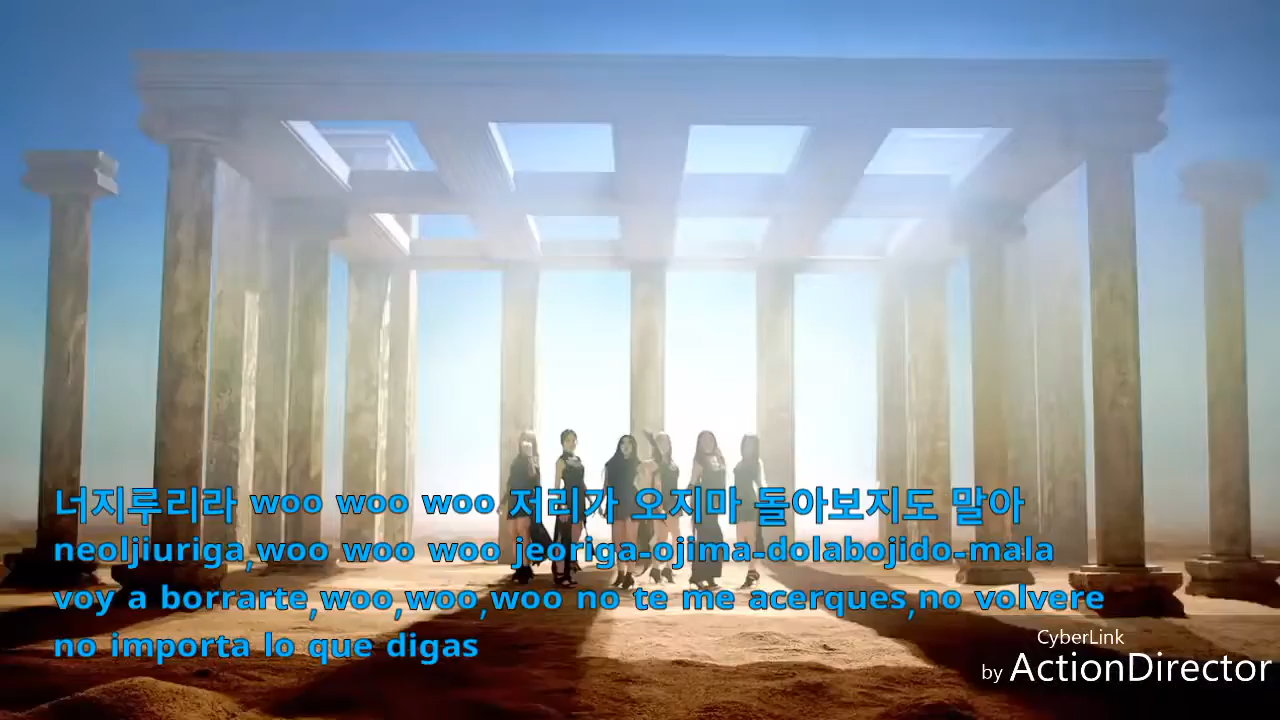 너지루리라 woo woo woo 저리가 오지마 돌아보지도 말아
neoljiuriga,woo woo woo jeoriga-ojima-dolabojido-mala
voy a borrarte,woo,woo,woo no te me acerques,no volvere
no importa lo que digas
CyberLink
by ActionDirector